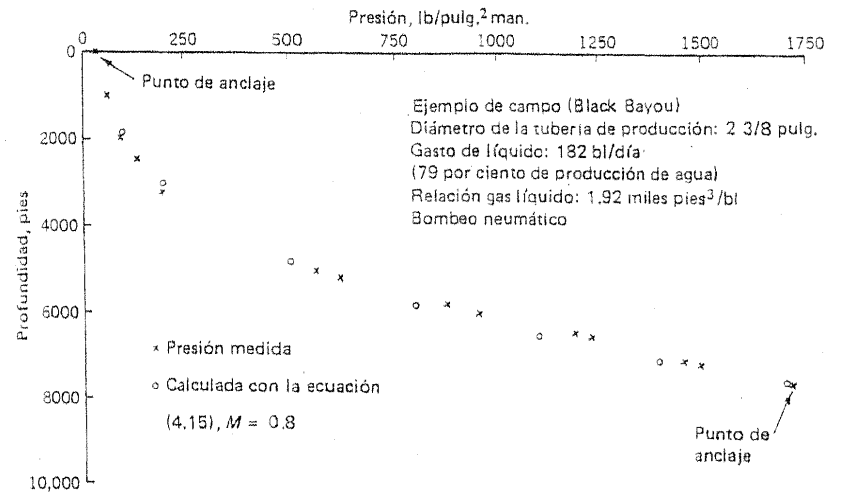 Presión, lb/pulg.² man.
0 250 500 750 1000 1250 1500 1750
0
2000
4000
6000
8000
10,000
Profundidad, pies
Punto de anclaje
Ejemplo de campo (Black Bayou)
Diámetro de la tubería de producción: 2 3/8 pulg.
Gasto de líquido: 182 bl/día
(79 por ciento de producción de agua)
Relación gas líquido: 1.92 miles pies³/bl
Bombeo neumático
x Presión medida
o Calculada con la ecuación
(4.15), M = 0.8
Punto de
anclaje